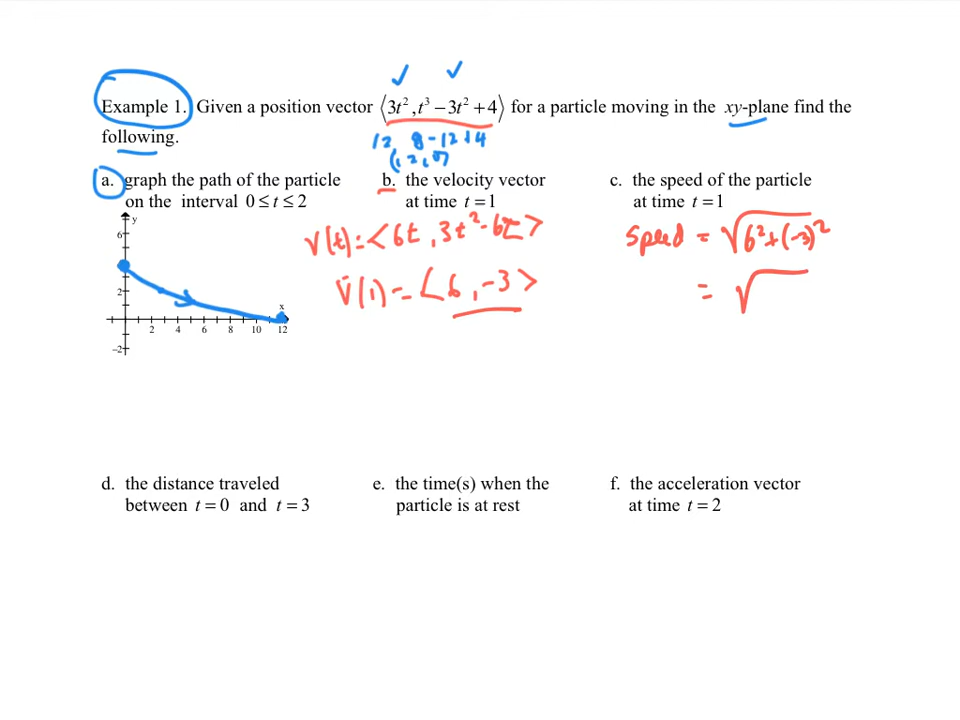 Example 1. Given a position vector ⟨3t², t³ − 3t² + 4⟩ for a particle moving in the xy-plane find the
following.
12, 8 - 12 + 4
(12, 0)
a. graph the path of the particle
on the interval 0 ≤ t ≤ 2
b. the velocity vector
at time t = 1
c. the speed of the particle
at time t = 1
y
6
2
x
2 4 6 8 10 12
−2
V(t) = <6t, 3t² - 6t>
V(1) = <6, -3>
Speed = √6² + (-3)²
= √
d. the distance traveled
between t = 0 and t = 3
e. the time(s) when the
particle is at rest
f. the acceleration vector
at time t = 2